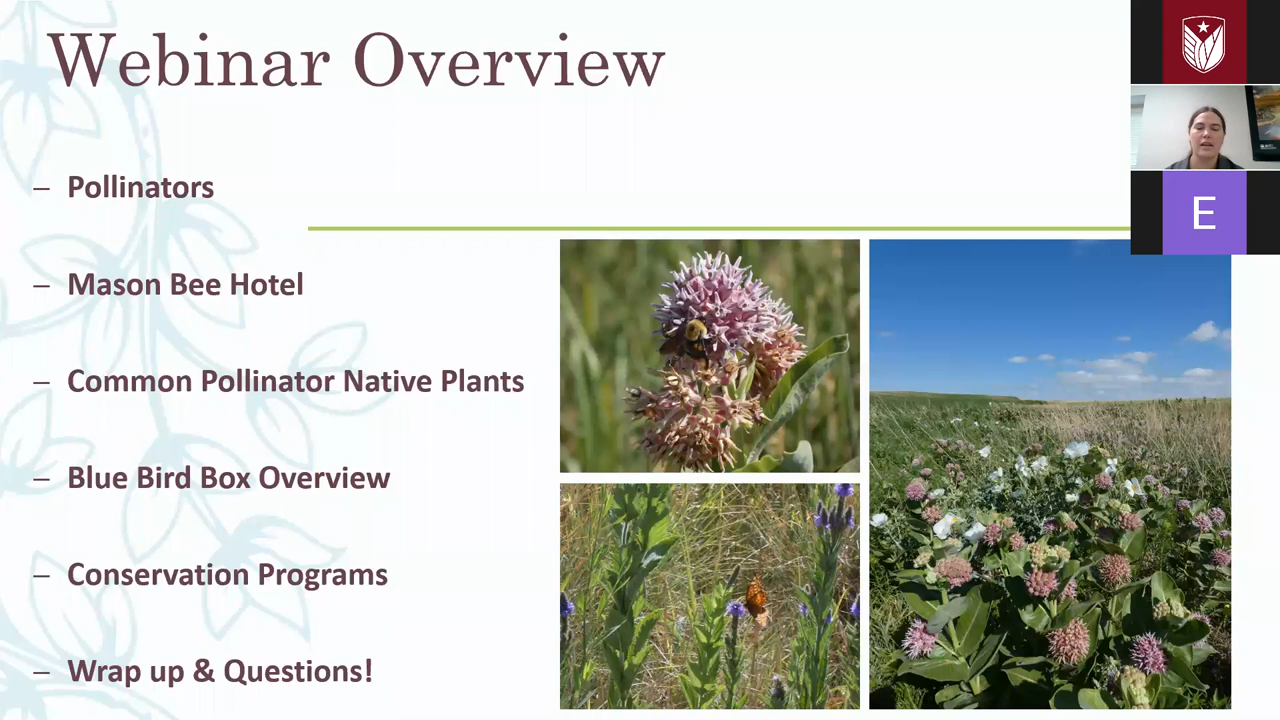 Webinar Overview
– Pollinators
– Mason Bee Hotel
– Common Pollinator Native Plants
– Blue Bird Box Overview
– Conservation Programs
– Wrap up & Questions!
E